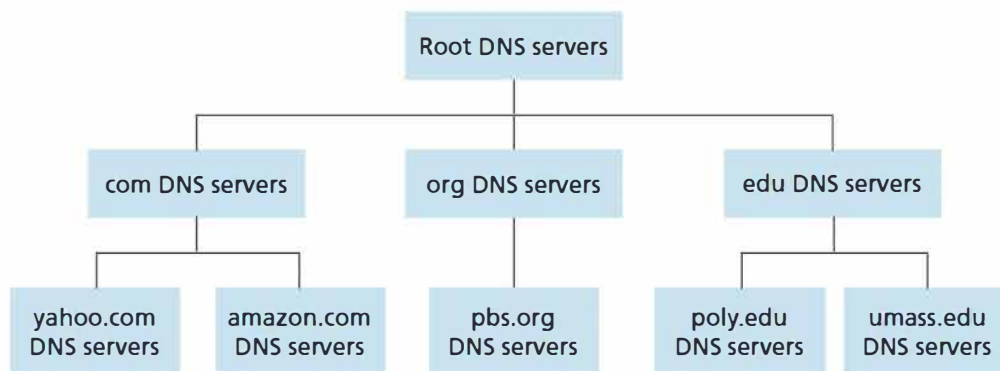 Root DNS servers
com DNS servers
org DNS servers
edu DNS servers
yahoo.com
DNS servers
amazon.com
DNS servers
pbs.org
DNS servers
poly.edu
DNS servers
umass.edu
DNS servers